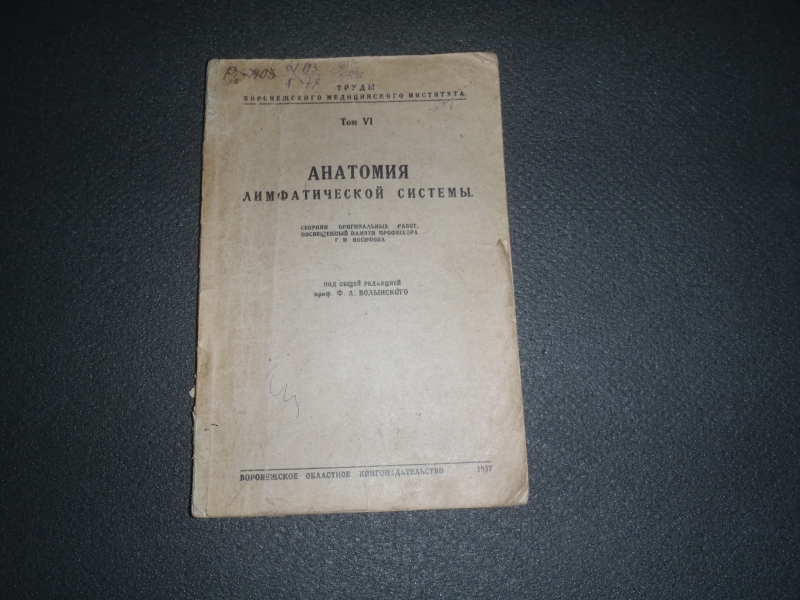 ТРУДЫ
ВОРОНЕЖСКОГО МЕДИЦИНСКОГО ИНСТИТУТА
Том VI
АНАТОМИЯ
ЛИМФАТИЧЕСКОЙ СИСТЕМЫ.
СБОРНИК ОРИГИНАЛЬНЫХ РАБОТ,
ПОСВЯЩЕННЫЙ ПАМЯТИ ПРОФЕССОРА
Г. М. ИОСИФОВА
ПОД ОБЩЕЙ РЕДАКЦИЕЙ
проф. Ф. А. ВОЛЫНСКОГО
ВОРОНЕЖСКОЕ ОБЛАСТНОЕ КНИГОИЗДАТЕЛЬСТВО 1937